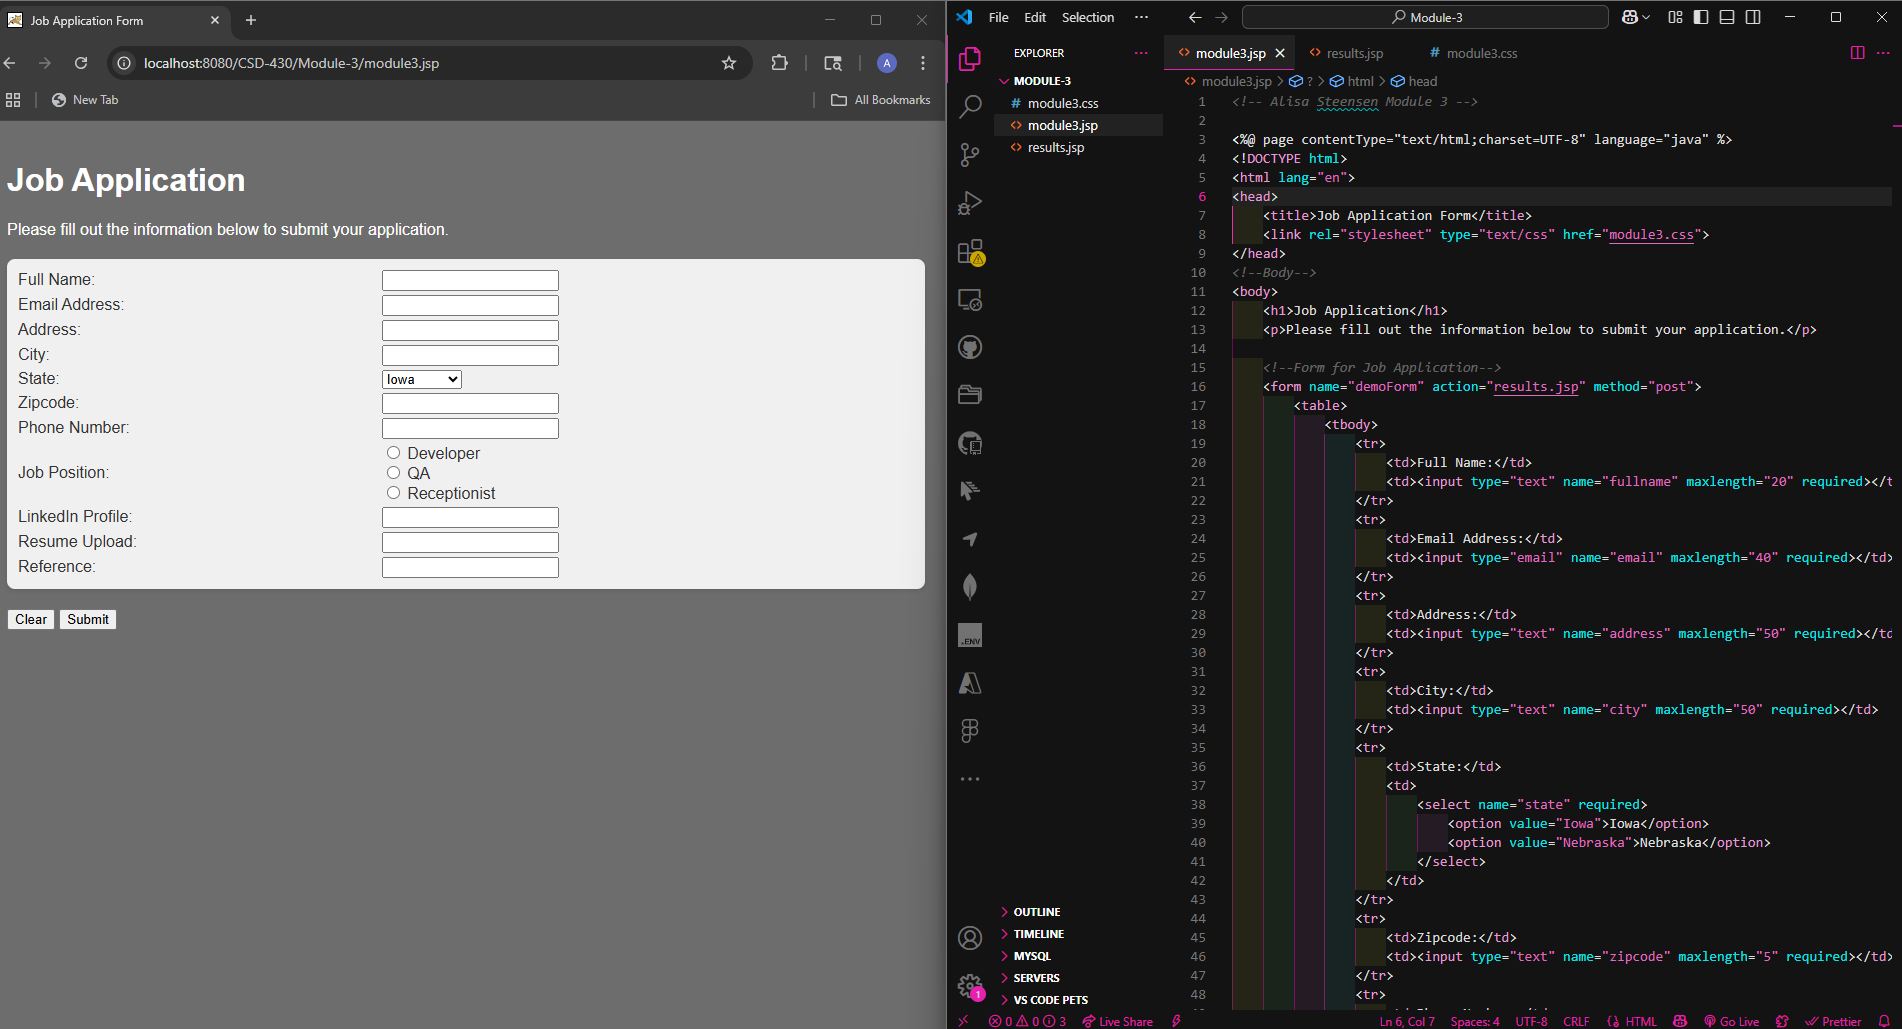 Job Application Form
localhost:8080/CSD-430/Module-3/module3.jsp
A
New Tab
All Bookmarks
Job Application
Please fill out the information below to submit your application.
Full Name:
Email Address:
Address:
City:
State:
Iowa
Zipcode:
Phone Number:
Job Position:
Developer
QA
Receptionist
LinkedIn Profile:
Resume Upload:
Reference:
Clear
Submit
File Edit Selection ···
Module-3
EXPLORER
MODULE-3
# module3.css
<> module3.jsp
<> results.jsp
.ENV
OUTLINE
TIMELINE
MYSQL
SERVERS
VS CODE PETS
1
<> module3.jsp
<> results.jsp
# module3.css
<> module3.jsp > ? > html > head
1 <!-- Alisa Steensen Module 3 -->
2
3 <%@ page contentType="text/html;charset=UTF-8" language="java" %>
4 <!DOCTYPE html>
5 <html lang="en">
6 <head>
7 <title>Job Application Form</title>
8 <link rel="stylesheet" type="text/css" href="module3.css">
9 </head>
10 <!--Body-->
11 <body>
12 <h1>Job Application</h1>
13 <p>Please fill out the information below to submit your application.</p>
14
15 <!--Form for Job Application-->
16 <form name="demoForm" action="results.jsp" method="post">
17 <table>
18 <tbody>
19 <tr>
20 <td>Full Name:</td>
21 <td><input type="text" name="fullname" maxlength="20" required></t
22 </tr>
23 <tr>
24 <td>Email Address:</td>
25 <td><input type="email" name="email" maxlength="40" required></td>
26 </tr>
27 <tr>
28 <td>Address:</td>
29 <td><input type="text" name="address" maxlength="50" required></td
30 </tr>
31 <tr>
32 <td>City:</td>
33 <td><input type="text" name="city" maxlength="50" required></td>
34 </tr>
35 <tr>
36 <td>State:</td>
37 <td>
38 <select name="state" required>
39 <option value="Iowa">Iowa</option>
40 <option value="Nebraska">Nebraska</option>
41 </select>
42 </td>
43 </tr>
44 <tr>
45 <td>Zipcode:</td>
46 <td><input type="text" name="zipcode" maxlength="5" required></td>
47 </tr>
48 <tr>
0 0 3 Live Share
Ln 6, Col 7 Spaces: 4 UTF-8 CRLF {} HTML Go Live Prettier